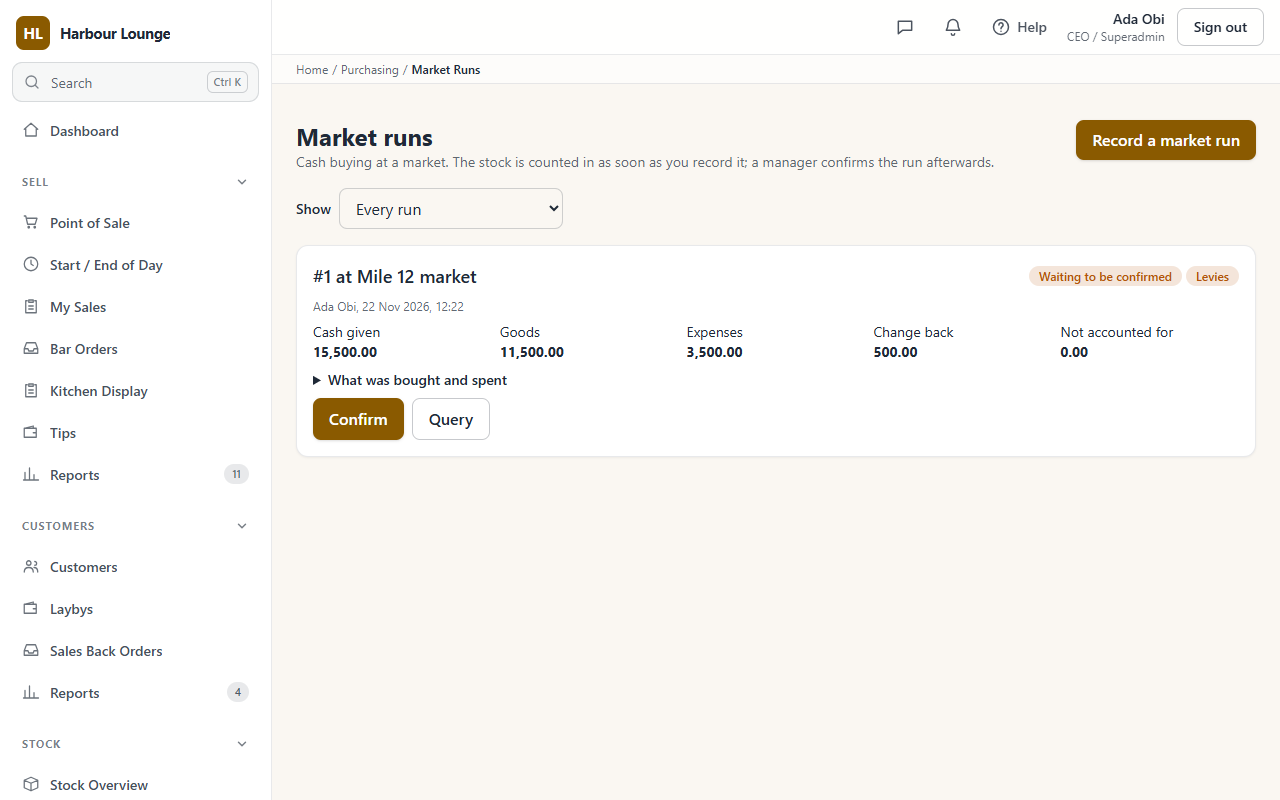 HL Harbour Lounge
Search Ctrl K
Dashboard
SELL
Point of Sale
Start / End of Day
My Sales
Bar Orders
Kitchen Display
Tips
Reports 11
CUSTOMERS
Customers
Laybys
Sales Back Orders
Reports 4
STOCK
Stock Overview
Help
Ada Obi
CEO / Superadmin
Sign out
Home / Purchasing / Market Runs
Market runs
Cash buying at a market. The stock is counted in as soon as you record it; a manager confirms the run afterwards.
Record a market run
Show Every run
#1 at Mile 12 market
Waiting to be confirmed Levies
Ada Obi, 22 Nov 2026, 12:22
Cash given Goods Expenses Change back Not accounted for
15,500.00 11,500.00 3,500.00 500.00 0.00
What was bought and spent
Confirm Query